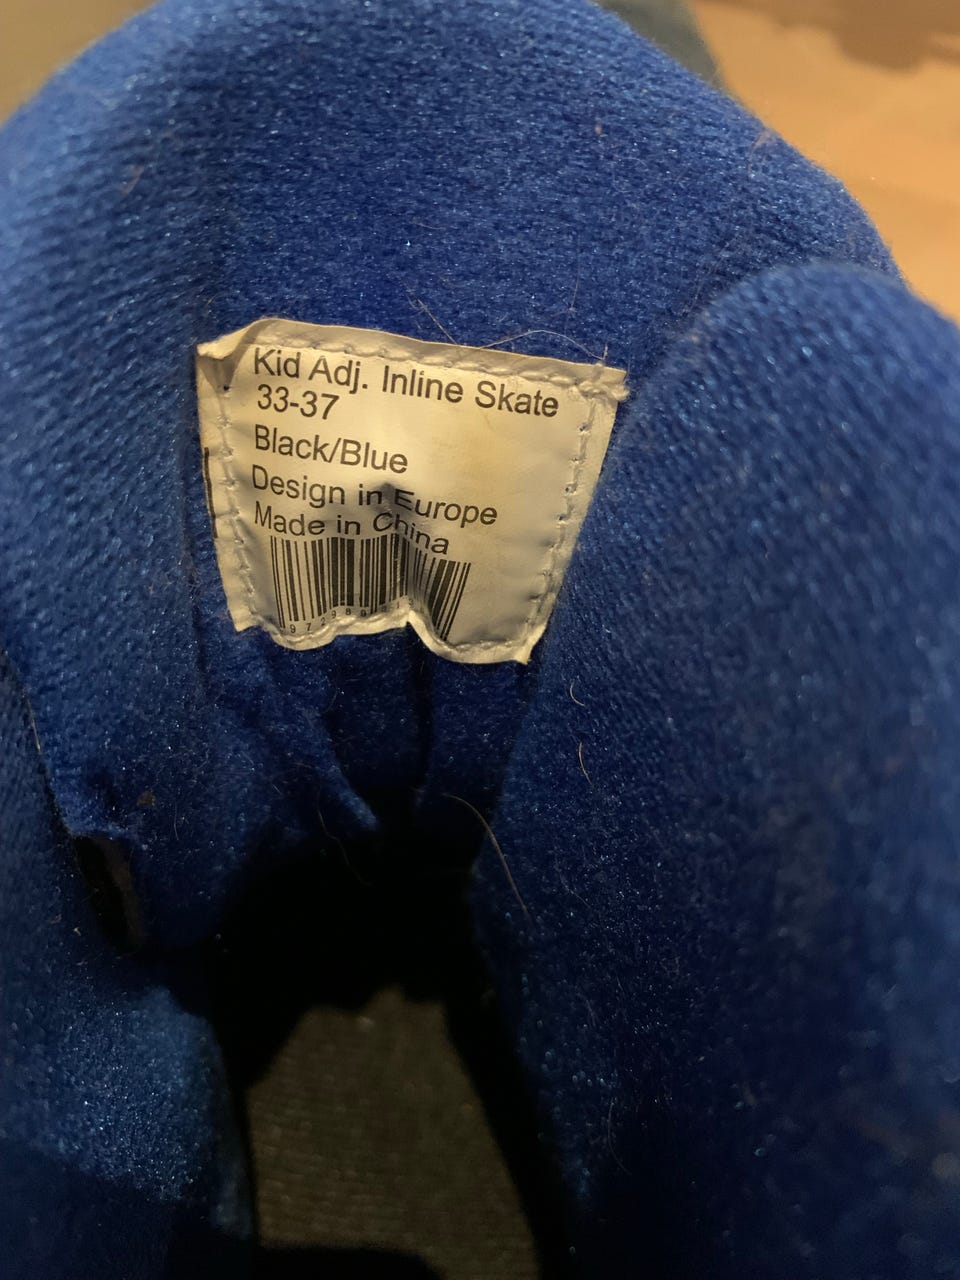 Kid Adj. Inline Skate
33-37
Black/Blue
Design in Europe
Made in China